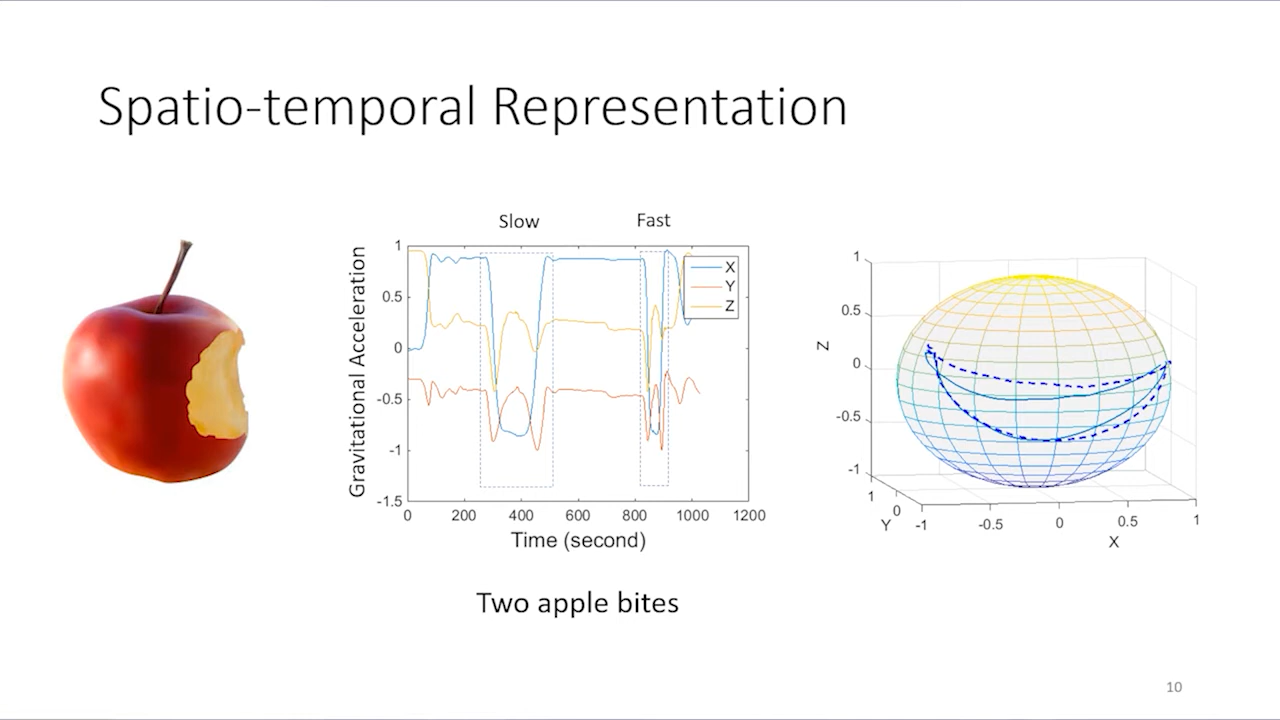 Spatio-temporal Representation
Slow
Fast
Gravitational Acceleration
1
0.5
0
-0.5
-1
-1.5
0
200
400
600
800
1000
1200
X
Y
Z
Time (second)
Two apple bites
Z
1
0.5
0
-0.5
-1
1
0
Y
-1
-0.5
0
0.5
1
X
10